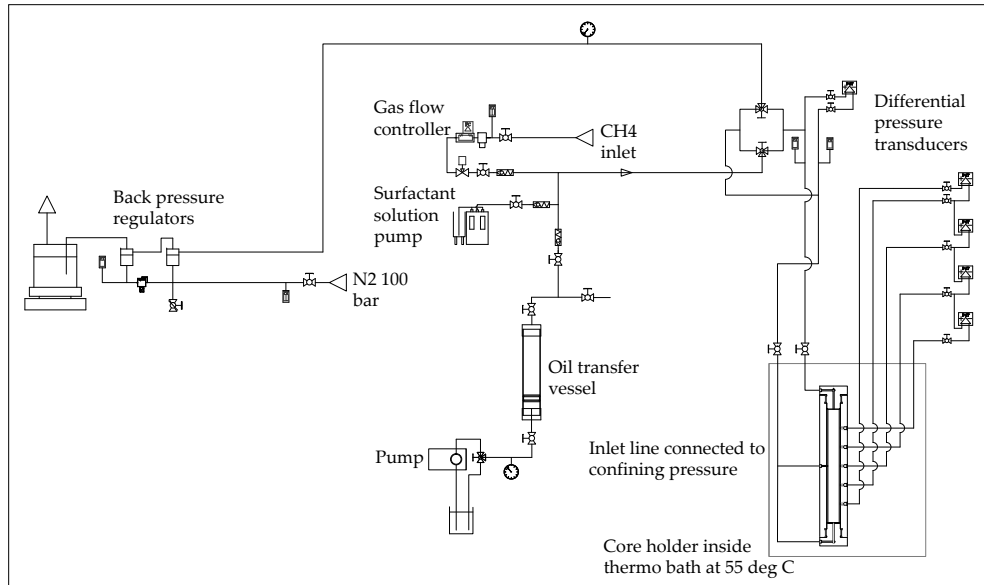 Gas flow
controller
CH4
inlet
Differential
pressure
transducers
Back pressure
regulators
Surfactant
solution
pump
N2 100
bar
Oil transfer
vessel
Pump
Inlet line connected to
confining pressure
Core holder inside
thermo bath at 55 deg C